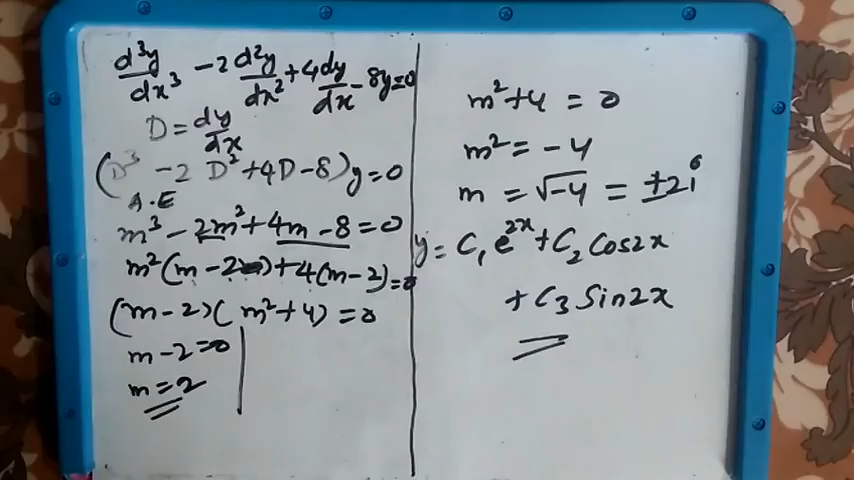 d³y/dx³ - 2 d²y/dx² + 4 dy/dx - 8y = 0
D = dy/dx
(D³ - 2 D² + 4D - 8) y = 0
A.E
m³ - 2m² + 4m - 8 = 0
m²(m - 2) + 4(m - 2) = 0
(m - 2)(m² + 4) = 0
m - 2 = 0
m = 2
m² + 4 = 0
m² = -4
m = √-4 = ±2i
y = C₁ e²ˣ + C₂ Cos2x
+ C₃ Sin2x